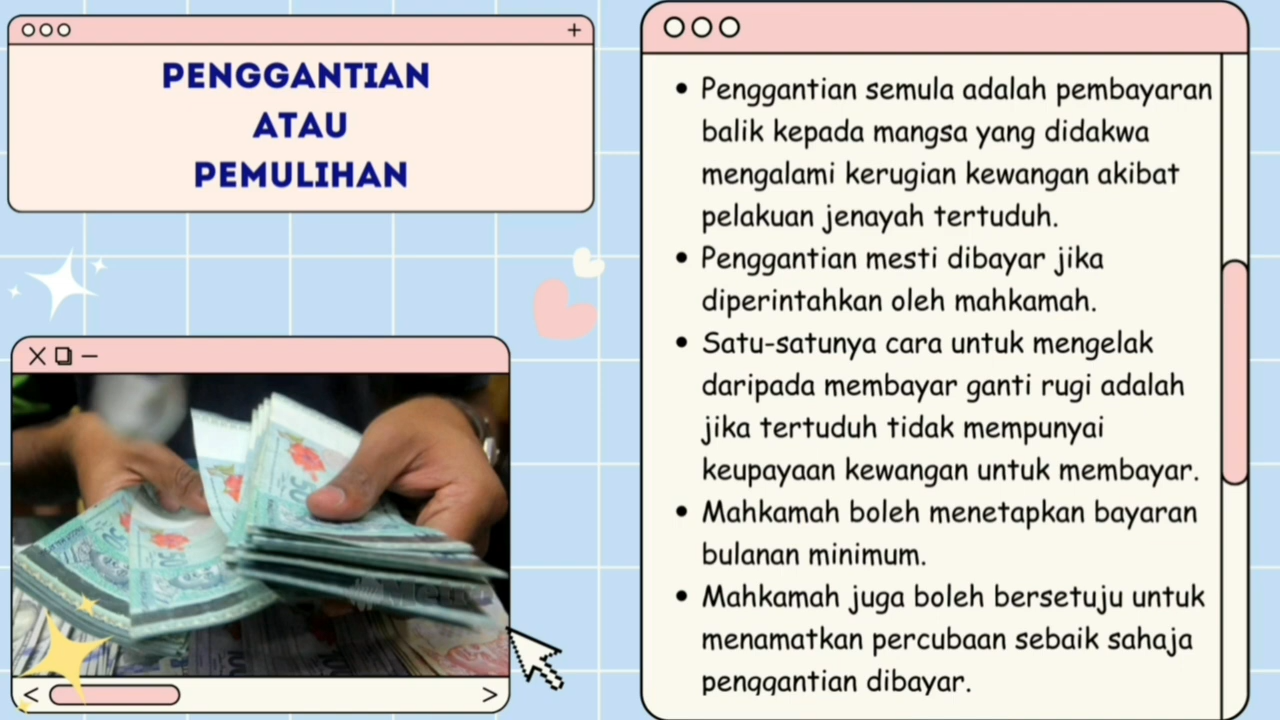 PENGGANTIAN
ATAU
PEMULIHAN
• Penggantian semula adalah pembayaran
balik kepada mangsa yang didakwa
mengalami kerugian kewangan akibat
pelakuan jenayah tertuduh.
• Penggantian mesti dibayar jika
diperintahkan oleh mahkamah.
• Satu-satunya cara untuk mengelak
daripada membayar ganti rugi adalah
jika tertuduh tidak mempunyai
keupayaan kewangan untuk membayar.
• Mahkamah boleh menetapkan bayaran
bulanan minimum.
• Mahkamah juga boleh bersetuju untuk
menamatkan percubaan sebaik sahaja
penggantian dibayar.